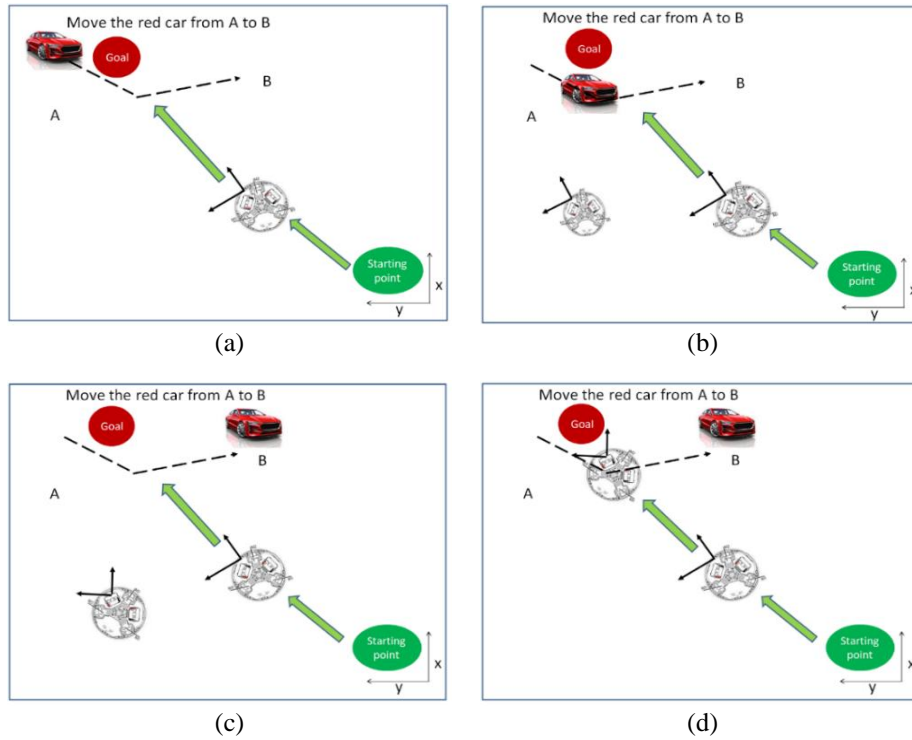 Move the red car from A to B
Goal
B
A
Starting
point
x
y
(a)
Move the red car from A to B
Goal
B
A
Starting
point
x
y
(b)
Move the red car from A to B
Goal
B
A
Starting
point
x
y
(c)
Move the red car from A to B
Goal
B
A
Starting
point
x
y
(d)